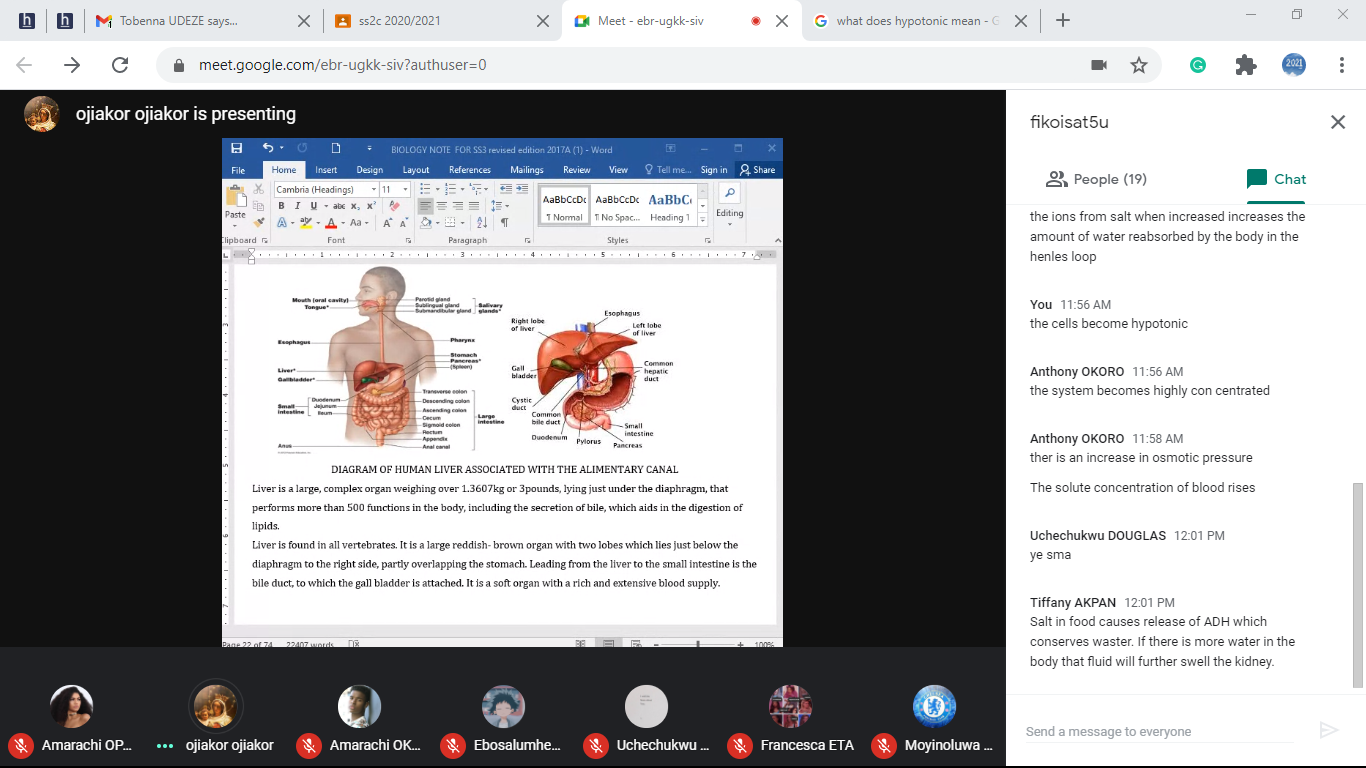 Tobenna UDEZE says...
ss2c 2020/2021
Meet - ebr-ugkk-siv
what does hypotonic mean - G
meet.google.com/ebr-ugkk-siv?authuser=0
2021
ojiakor ojiakor is presenting
BIOLOGY NOTE FOR SS3 revised edition 2017A (1) - Word
File Home Insert Design Layout References Mailings Review View Tell me... Sign in Share
Cambria (Headings) 11
AaBbCcDc AaBbCcDc AaBbCc
Paste
¶ Normal ¶ No Spac... Heading 1
Editing
Clipboard Font Paragraph Styles
1 2 3 4 5 6 7
Mouth (oral cavity)
Tongue*
Parotid gland
Sublingual gland
Submandibular gland
Salivary
glands*
Esophagus
Pharynx
Stomach
Pancreas*
(Spleen)
Liver*
Gallbladder*
Small
intestine
Duodenum
Jejunum
Ileum
Transverse colon
Descending colon
Ascending colon
Cecum
Sigmoid colon
Rectum
Appendix
Anal canal
Large
intestine
Anus
Right lobe
of liver
Esophagus
Left lobe
of liver
Gall
bladder
Common
hepatic
duct
Cystic
duct
Common
bile duct
Duodenum
Pylorus
Pancreas
Small
intestine
DIAGRAM OF HUMAN LIVER ASSOCIATED WITH THE ALIMENTARY CANAL
Liver is a large, complex organ weighing over 1.3607kg or 3pounds, lying just under the diaphragm, that
performs more than 500 functions in the body, including the secretion of bile, which aids in the digestion of
lipids.
Liver is found in all vertebrates. It is a large reddish- brown organ with two lobes which lies just below the
diaphragm to the right side, partly overlapping the stomach. Leading from the liver to the small intestine is the
bile duct, to which the gall bladder is attached. It is a soft organ with a rich and extensive blood supply.
Page 22 of 74 22407 words 100%
Amarachi OP...
ojiakor ojiakor
Amarachi OK...
Ebosalumhe...
Uchechukwu ...
Francesca ETA
Moyinoluwa ...
fikoisat5u
People (19)
Chat
the ions from salt when increased increases the
amount of water reabsorbed by the body in the
henles loop
You 11:56 AM
the cells become hypotonic
Anthony OKORO 11:56 AM
the system becomes highly con centrated
Anthony OKORO 11:58 AM
ther is an increase in osmotic pressure
The solute concentration of blood rises
Uchechukwu DOUGLAS 12:01 PM
ye sma
Tiffany AKPAN 12:01 PM
Salt in food causes release of ADH which
conserves waster. If there is more water in the
body that fluid will further swell the kidney.
Send a message to everyone